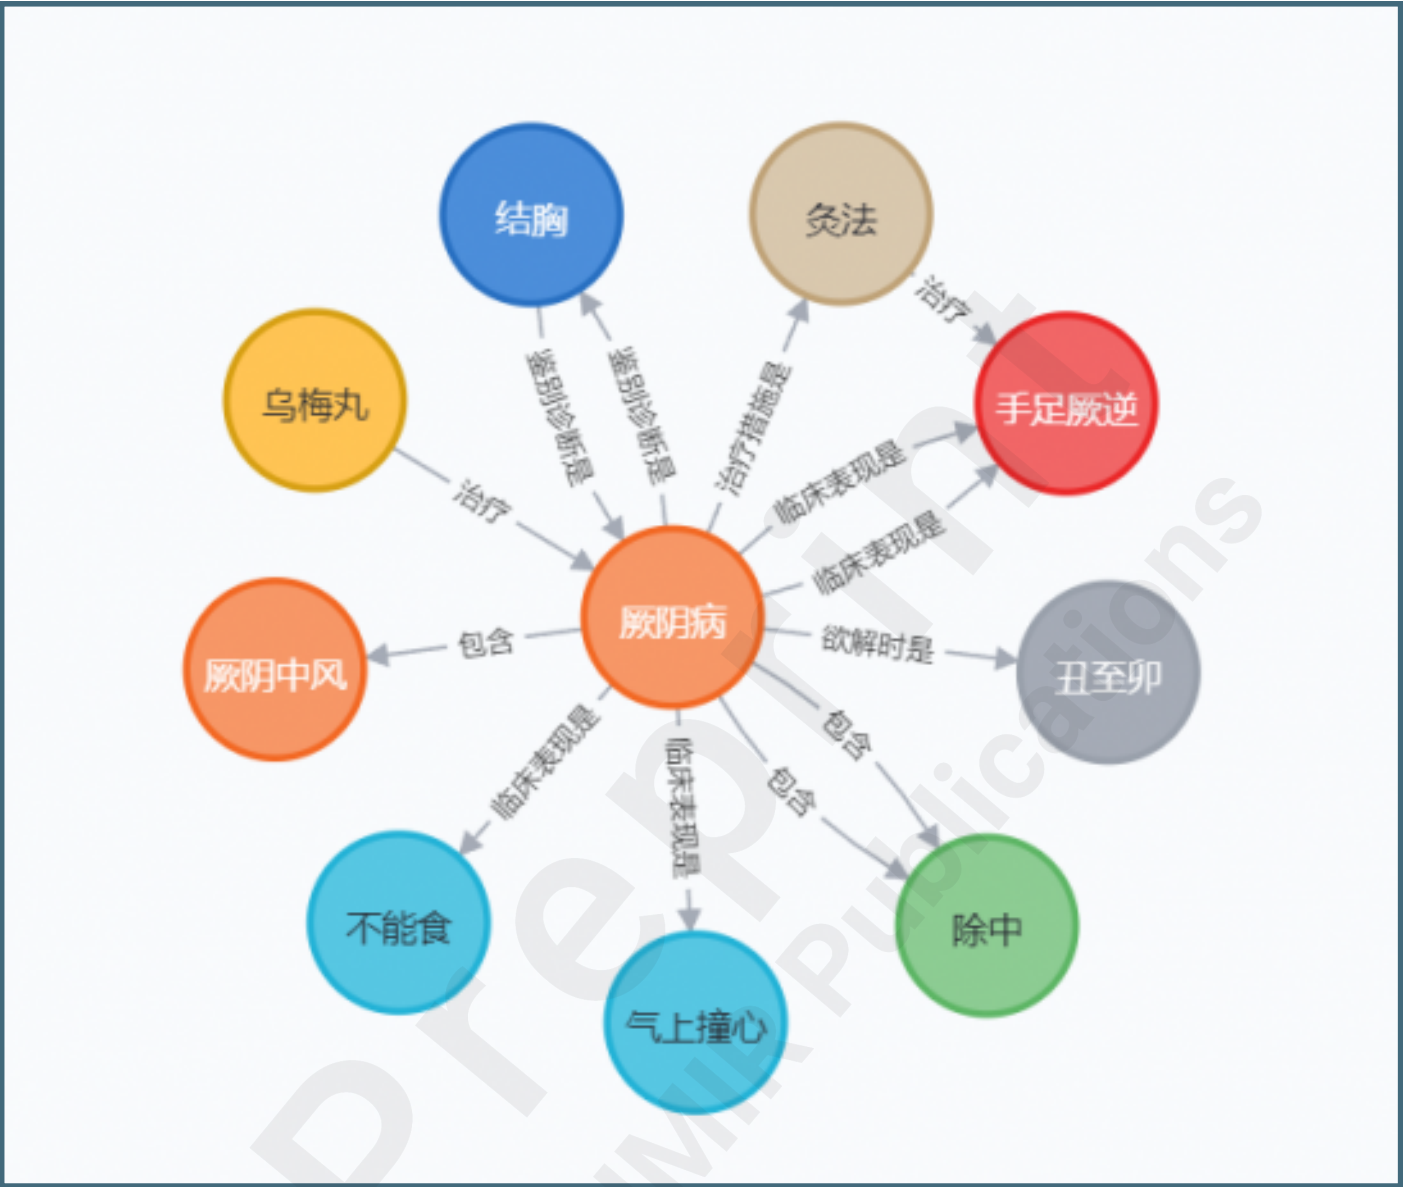 结胸
灸法
治疗
乌梅丸
手足厥逆
鉴别诊断是
鉴别诊断是
治疗措施是
临床表现是
治疗
临床表现是
厥阴病
厥阴中风
包含
欲解时是
丑至卯
临床表现是
临床表现是
包含
包含
不能食
气上撞心
除中
Preprint
JMIR Publications